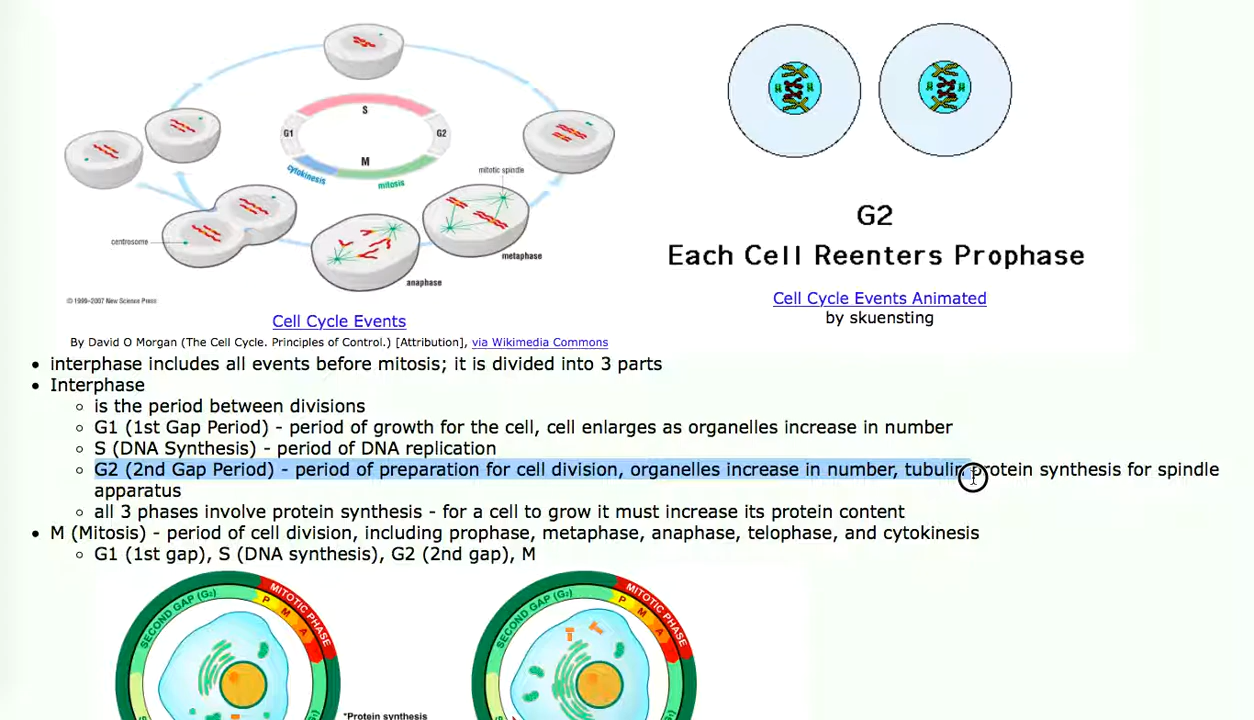 S
G1
G2
M
cytokinesis
mitosis
mitotic spindle
centrosome
metaphase
anaphase
© 1999–2007 New Science Press
G2
Each Cell Reenters Prophase
Cell Cycle Events Animated
by skuensting
Cell Cycle Events
By David O Morgan (The Cell Cycle. Principles of Control.) [Attribution], via Wikimedia Commons
interphase includes all events before mitosis; it is divided into 3 parts
Interphase
is the period between divisions
G1 (1st Gap Period) - period of growth for the cell, cell enlarges as organelles increase in number
S (DNA Synthesis) - period of DNA replication
G2 (2nd Gap Period) - period of preparation for cell division, organelles increase in number, tubulin protein synthesis for spindle
apparatus
all 3 phases involve protein synthesis - for a cell to grow it must increase its protein content
M (Mitosis) - period of cell division, including prophase, metaphase, anaphase, telophase, and cytokinesis
G1 (1st gap), S (DNA synthesis), G2 (2nd gap), M
SECOND GAP (G2)
MITOTIC PHASE
P M A
SECOND GAP (G2)
MITOTIC PHASE
P M A
*Protein synthesis